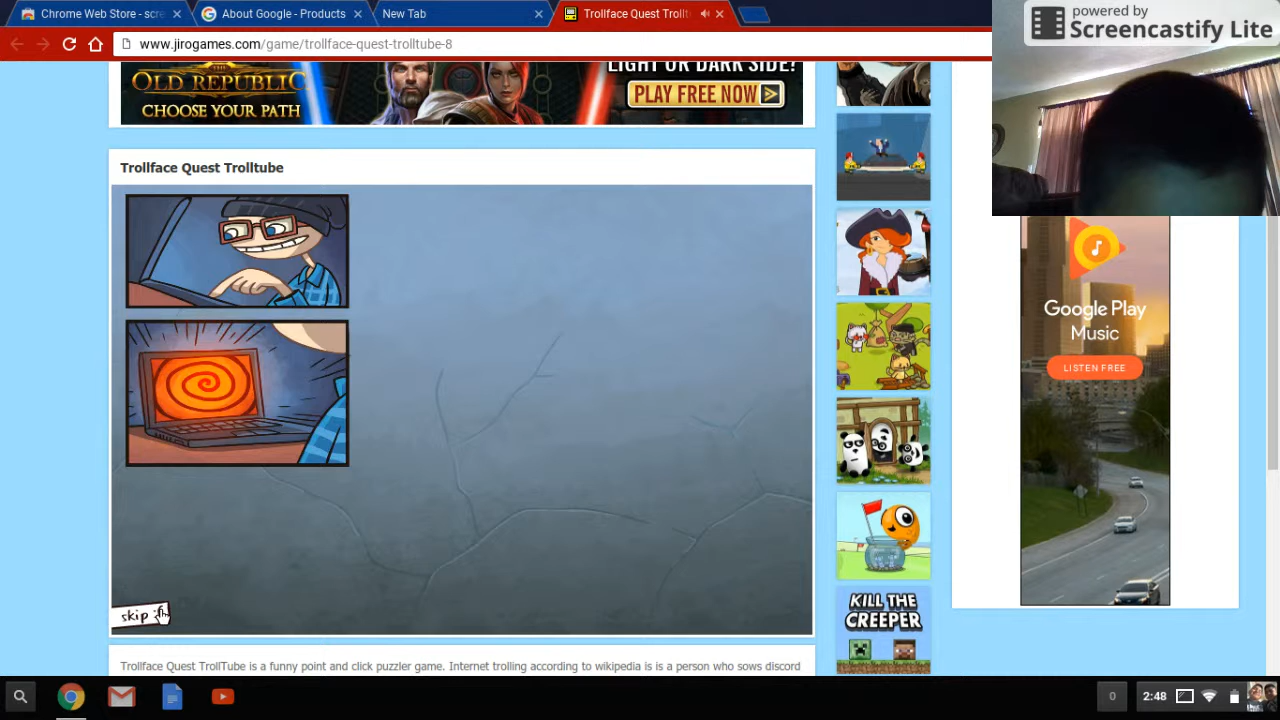 Chrome Web Store - scre
About Google - Products
New Tab
Trollface Quest Trollt
powered by
Screencastify Lite
www.jirogames.com/game/trollface-quest-trolltube-8
THE
OLD REPUBLIC
CHOOSE YOUR PATH
LIGHT OR DARK SIDE?
PLAY FREE NOW
Trollface Quest Trolltube
skip
Google Play
Music
LISTEN FREE
KILL THE
CREEPER
Trollface Quest TrollTube is a funny point and click puzzler game. Internet trolling according to wikipedia is is a person who sows discord
0
2:48